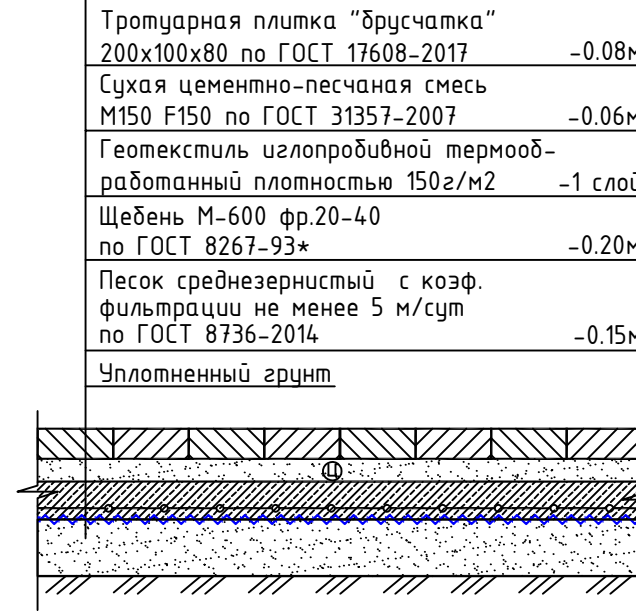 Тротуарная плитка "брусчатка"
200х100х80 по ГОСТ 17608-2017 -0.08м
Сухая цементно-песчаная смесь
М150 F150 по ГОСТ 31357-2007 -0.06м
Геотекстиль иглопробивной термооб-
работанный плотностью 150г/м2 -1 слой
Щебень М-600 фр.20-40
по ГОСТ 8267-93* -0.20м
Песок среднезернистый с коэф.
фильтрации не менее 5 м/сут
по ГОСТ 8736-2014 -0.15м
Уплотненный грунт
Ц